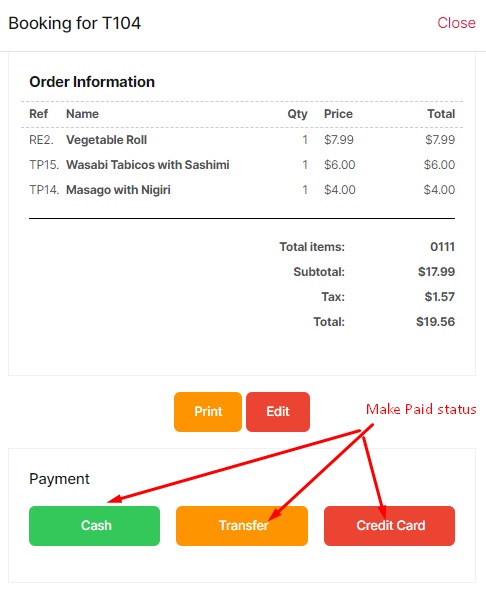 Booking for T104 Close
Order Information
Ref Name Qty Price Total
RE2. Vegetable Roll 1 $7.99 $7.99
TP15. Wasabi Tabicos with Sashimi 1 $6.00 $6.00
TP14. Masago with Nigiri 1 $4.00 $4.00
Total items: 0111
Subtotal: $17.99
Tax: $1.57
Total: $19.56
Print Edit Make Paid status
Payment
Cash Transfer Credit Card